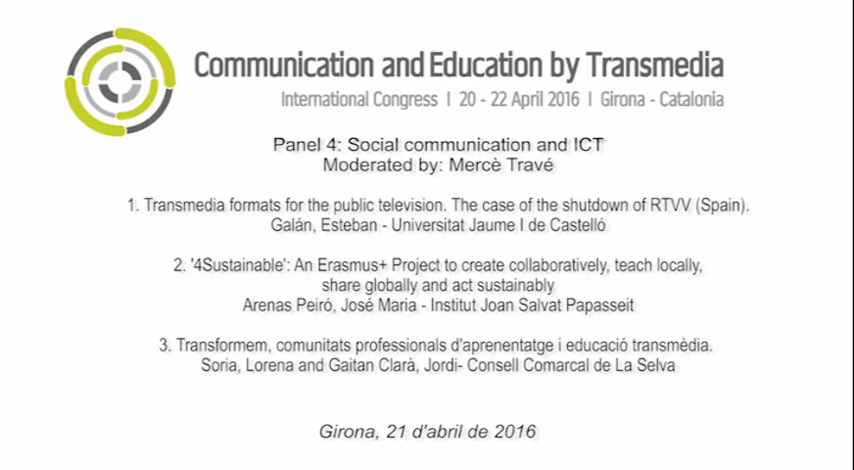 Communication and Education by Transmedia
International Congress | 20 - 22 April 2016 | Girona - Catalonia
Panel 4: Social communication and ICT
Moderated by: Mercè Travé
1. Transmedia formats for the public television. The case of the shutdown of RTVV (Spain).
Galán, Esteban - Universitat Jaume I de Castelló
2. '4Sustainable': An Erasmus+ Project to create collaboratively, teach locally,
share globally and act sustainably
Arenas Peiró, José Maria - Institut Joan Salvat Papasseit
3. Transformem, comunitats professionals d'aprenentatge i educació transmèdia.
Soria, Lorena and Gaitan Clarà, Jordi- Consell Comarcal de La Selva
Girona, 21 d'abril de 2016